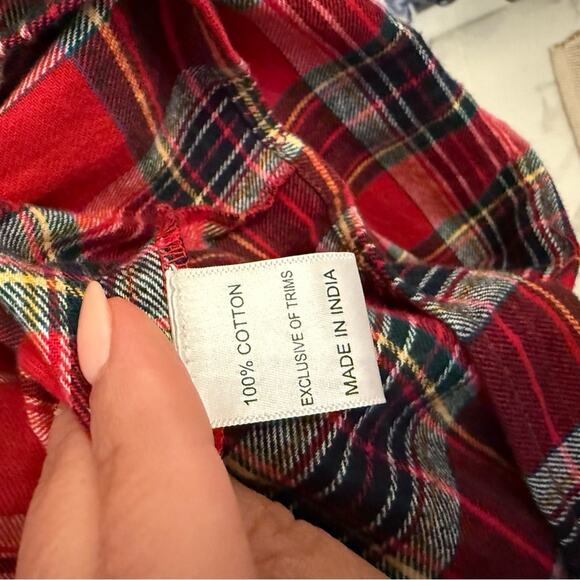 100% COTTON
EXCLUSIVE OF TRIMS
MADE IN INDIA